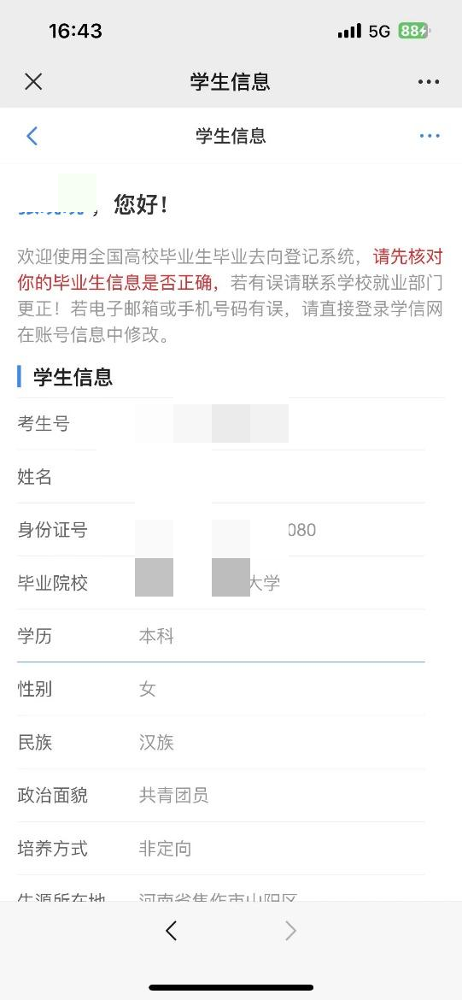 16:43
5G 88
学生信息
学生信息
，您好！
欢迎使用全国高校毕业生毕业去向登记系统，请先核对
你的毕业生信息是否正确，若有误请联系学校就业部门
更正！若电子邮箱或手机号码有误，请直接登录学信网
在账号信息中修改。
学生信息
考生号
姓名
身份证号 080
毕业院校 大学
学历 本科
性别 女
民族 汉族
政治面貌 共青团员
培养方式 非定向
生源所在地 河南省焦作市山阳区